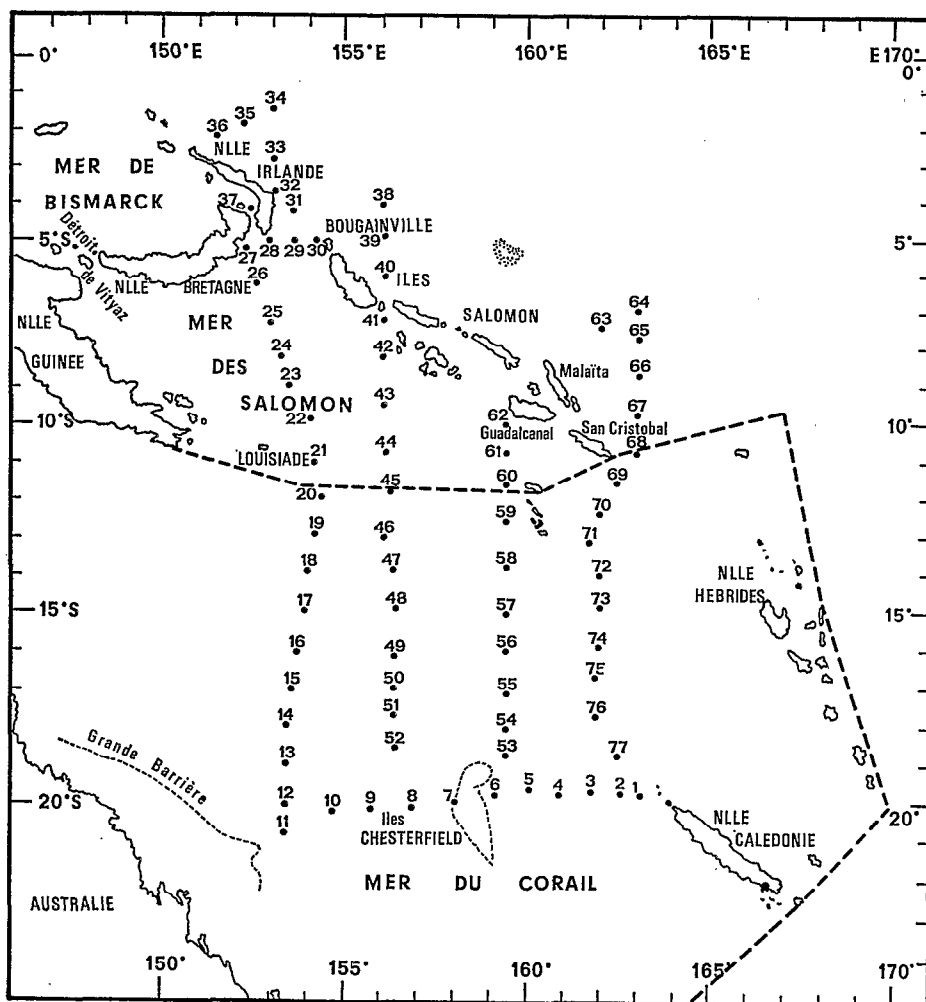 150°E 155°E 160°E 165°E E170°
0° 0°
34
35
36
NLLE
33
MER DE
IRLANDE
32
BISMARCK
37
31
38
BOUGAINVILLE
39
Détroit
de Vityaz
5°S 5°
27 28 29 30
26
NLLE BRETAGNE
40
ILES
64
63
25
MER
41
SALOMON
65
NLLE
GUINEE
24
DES
42
66
Malaïta
23
43
SALOMON
67
22
62
10°S 10°
Guadalcanal
San Cristobal
44
61
68
LOUISIADE
21
45
60
69
20
59
70
19
46
71
18
47
58
72
NLLE
HEBRIDES
17
48
57
73
15°S 15°
16
49
56
74
15
50
55
75
14
51
54
76
Grande Barrière
13
52
53
77
12
20°S 20°
10 9 8 7 6 5 4 3 2 1
11
Iles
CHESTERFIELD
NLLE
CALEDONIE
MER DU CORAIL
AUSTRALIE
150° 155° 160° 165° 170°